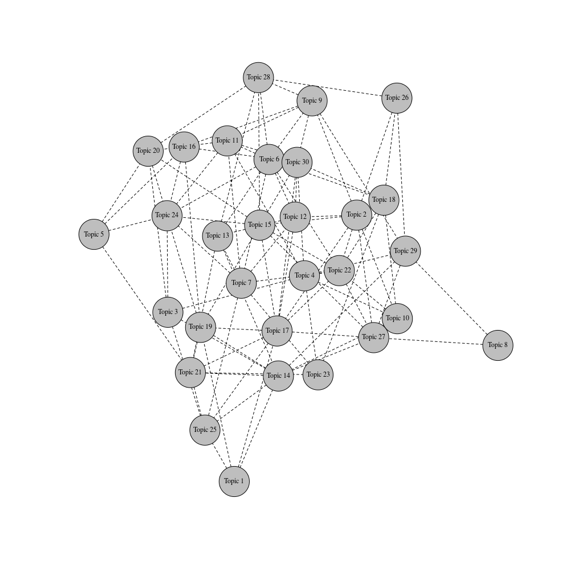 Topic 28
Topic 9
Topic 26
Topic 11
Topic 16
Topic 20
Topic 6
Topic 30
Topic 18
Topic 24
Topic 12
Topic 2
Topic 15
Topic 5
Topic 13
Topic 29
Topic 22
Topic 4
Topic 7
Topic 3
Topic 10
Topic 19
Topic 17
Topic 27
Topic 8
Topic 21
Topic 14
Topic 23
Topic 25
Topic 1